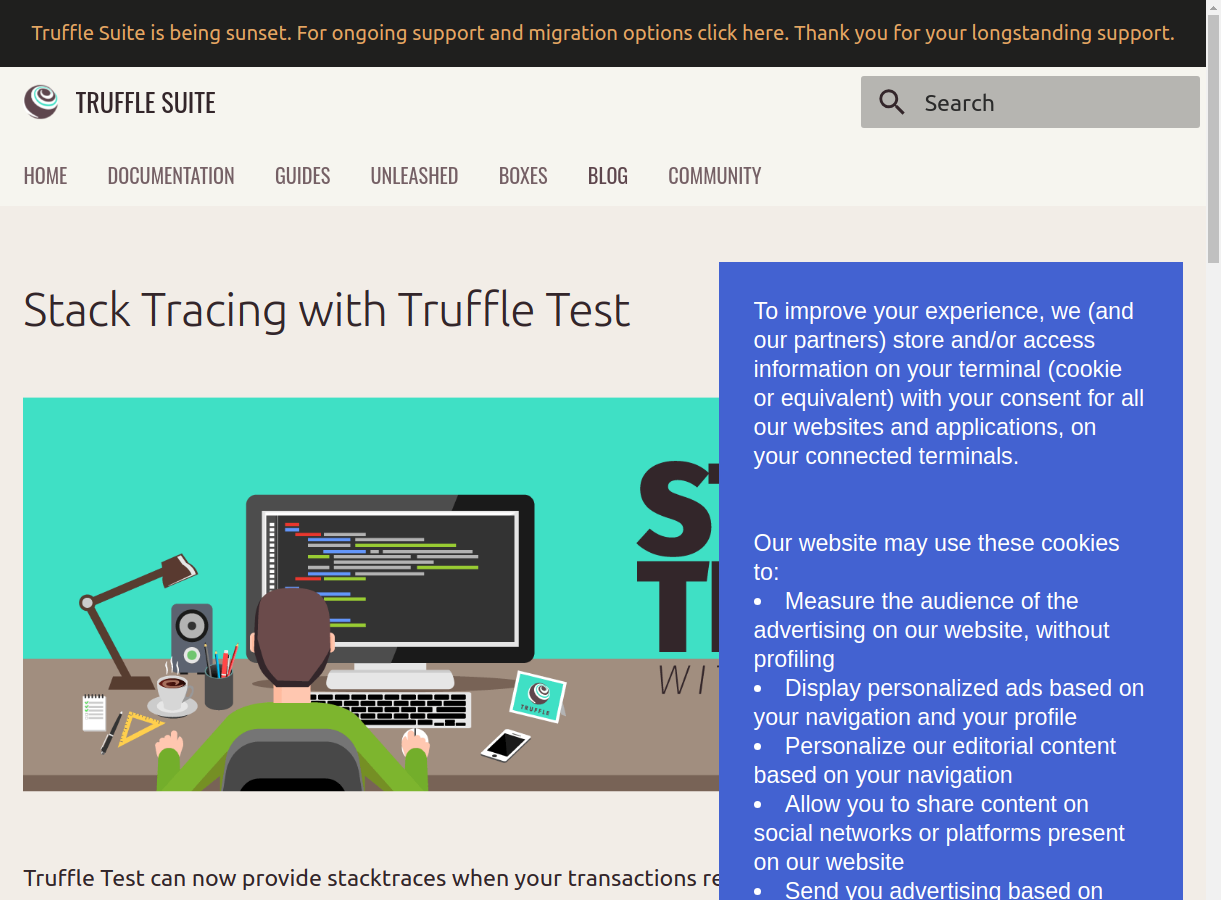 Truffle Suite is being sunset. For ongoing support and migration options click here. Thank you for your longstanding support.
TRUFFLE SUITE
Search
HOME DOCUMENTATION GUIDES UNLEASHED BOXES BLOG COMMUNITY
Stack Tracing with Truffle Test
TRUFFLE
To improve your experience, we (and
our partners) store and/or access
information on your terminal (cookie
or equivalent) with your consent for all
our websites and applications, on
your connected terminals.
Our website may use these cookies
to:
• Measure the audience of the
advertising on our website, without
profiling
• Display personalized ads based on
your navigation and your profile
• Personalize our editorial content
based on your navigation
• Allow you to share content on
social networks or platforms present
on our website
• Send you advertising based on
Truffle Test can now provide stacktraces when your transactions